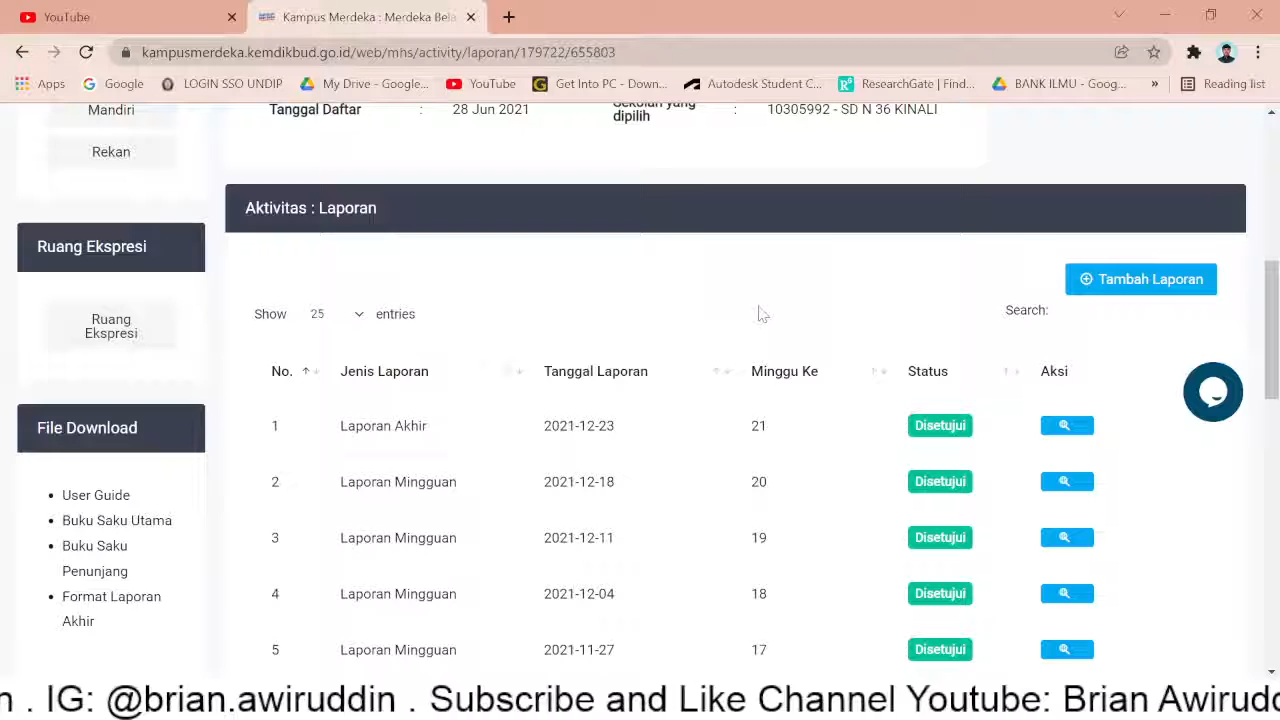 YouTube
Kampus Merdeka : Merdeka Bela
kampusmerdeka.kemdikbud.go.id/web/mhs/activity/laporan/179722/655803
Apps Google LOGIN SSO UNDIP My Drive - Google... YouTube Get Into PC - Down... Autodesk Student C... ResearchGate | Find... BANK ILMU - Goog... » Reading list
Mandiri
Rekan
Tanggal Daftar : 28 Jun 2021 Sekolah yang dipilih : 10305992 - SD N 36 KINALI
Ruang Ekspresi
Ruang
Ekspresi
File Download
User Guide
Buku Saku Utama
Buku Saku
Penunjang
Format Laporan
Akhir
Aktivitas : Laporan
Tambah Laporan
Show 25 entries Search:
No. Jenis Laporan Tanggal Laporan Minggu Ke Status Aksi
1 Laporan Akhir 2021-12-23 21 Disetujui
2 Laporan Mingguan 2021-12-18 20 Disetujui
3 Laporan Mingguan 2021-12-11 19 Disetujui
4 Laporan Mingguan 2021-12-04 18 Disetujui
5 Laporan Mingguan 2021-11-27 17 Disetujui
n . IG: @brian.awiruddin . Subscribe and Like Channel Youtube: Brian Awirudd